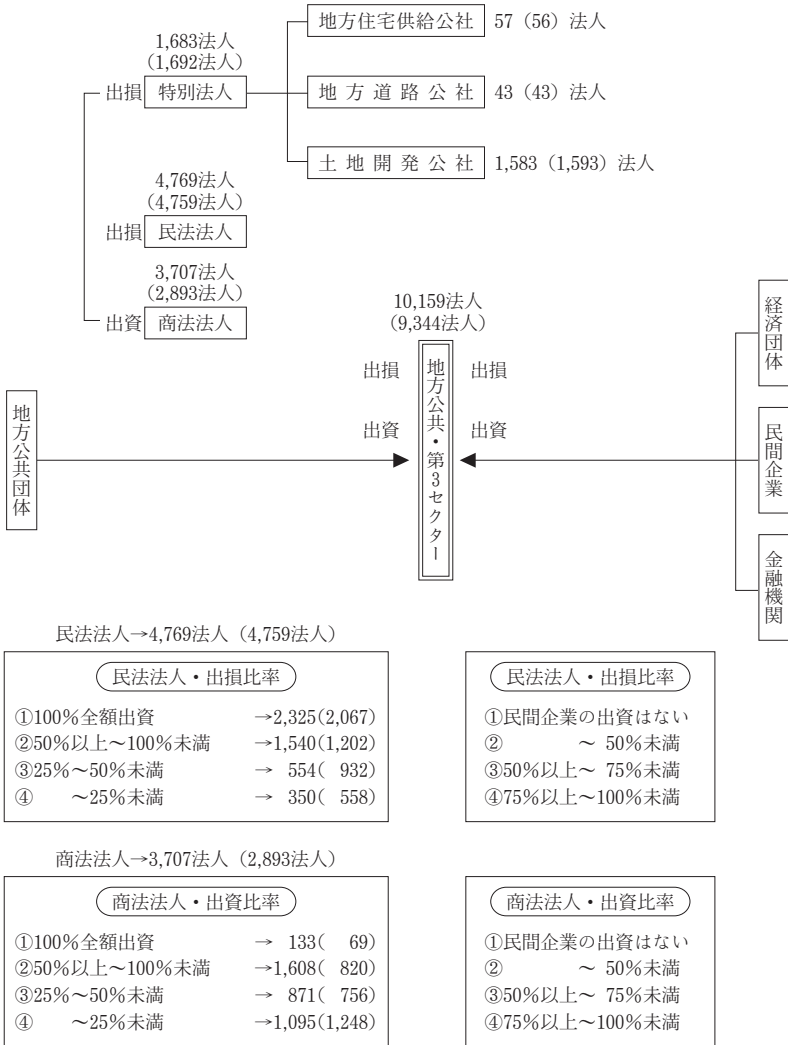 地方住宅供給公社 57（56）法人
1,683法人
（1,692法人）
出損 特別法人
地方道路公社 43（43）法人
土地開発公社 1,583（1,593）法人
4,769法人
（4,759法人）
出損 民法法人
3,707法人
（2,893法人）
出資 商法法人
10,159法人
（9,344法人）
出損
出資
地方公共・第3セクター
出損
出資
地方公共団体
経済団体
民間企業
金融機関
民法法人→4,769法人（4,759法人）
民法法人・出損比率
①100％全額出資 →2,325(2,067)
②50％以上～100％未満 →1,540(1,202)
③25％～50％未満 → 554( 932)
④ ～25％未満 → 350( 558)
民法法人・出損比率
①民間企業の出資はない
② ～ 50％未満
③50％以上～ 75％未満
④75％以上～100％未満
商法法人→3,707法人（2,893法人）
商法法人・出資比率
①100％全額出資 → 133( 69)
②50％以上～100％未満 →1,608( 820)
③25％～50％未満 → 871( 756)
④ ～25％未満 →1,095(1,248)
商法法人・出資比率
①民間企業の出資はない
② ～ 50％未満
③50％以上～ 75％未満
④75％以上～100％未満